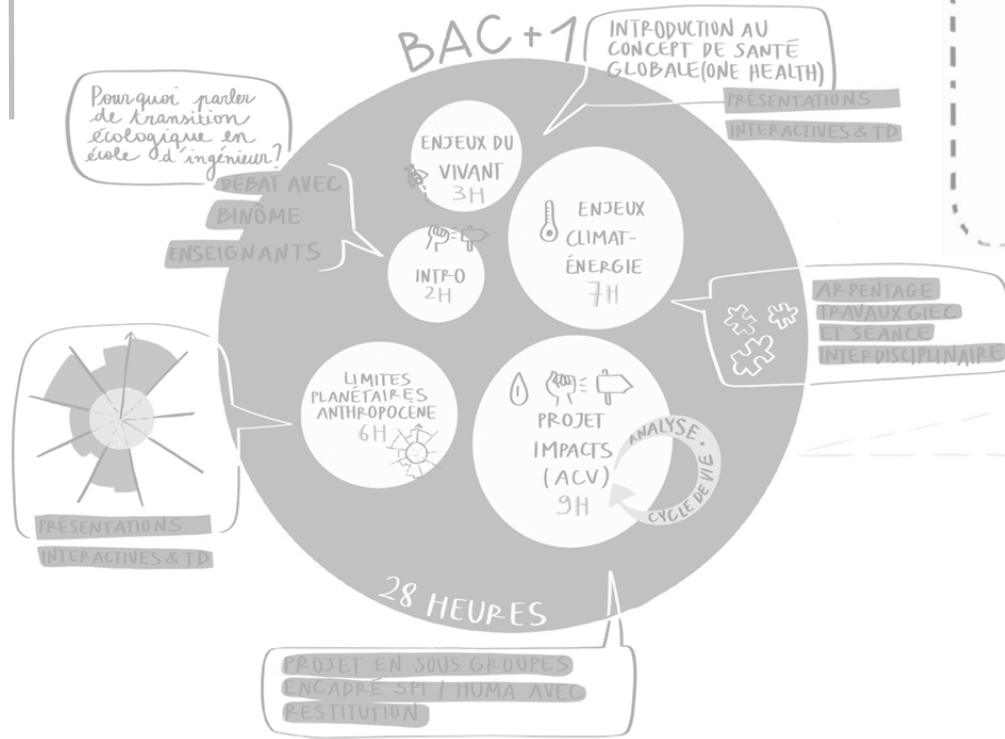 BAC+1
INTRODUCTION AU
CONCEPT DE SANTÉ
GLOBALE (ONE HEALTH)
PRÉSENTATIONS
INTERACTIVES & TD
Pourquoi parler
de transition
écologique en
école d'ingénieur?
DÉBAT AVEC
BINÔME
ENSEIGNANTS
ENJEUX DU
VIVANT
3H
INTRO
2H
ENJEUX
CLIMAT-
ÉNERGIE
7H
ARPENTAGE
TRAVAUX GIEC
ET SEANCE
INTERDISCIPLINAIRE
LIMITES
PLANÉTAIRES
ANTHROPOCÈNE
6H
PRÉSENTATIONS
INTERACTIVES & TD
PROJET
IMPACTS
(ACV)
9H
ANALYSE.
CYCLE DE VIE.
28 HEURES
PROJET EN SOUS GROUPES
ENCADRÉ SPI / HUMA AVEC
RESTITUTION